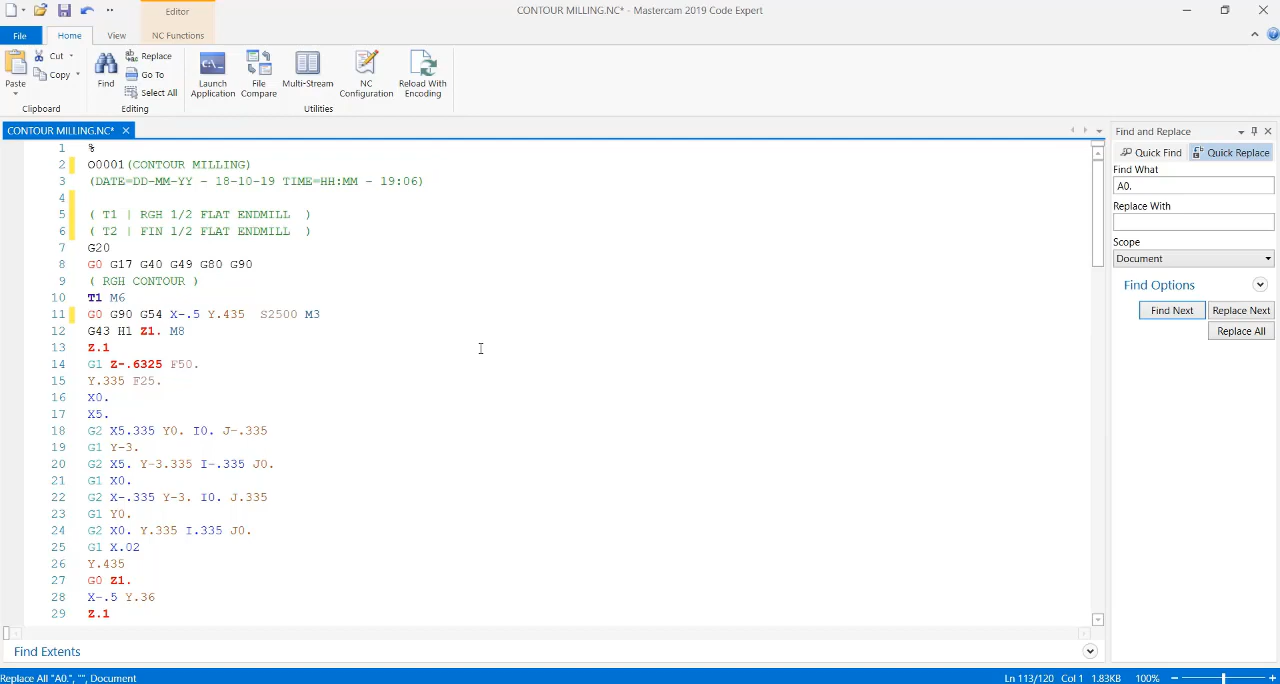 CONTOUR MILLING.NC* - Mastercam 2019 Code Expert
Editor
File Home View NC Functions
Paste
Cut
Copy
Clipboard
Find
Replace
Go To
Select All
Editing
Launch Application
File Compare
Multi-Stream
NC Configuration
Reload With Encoding
Utilities
CONTOUR MILLING.NC*
1 %
2 O0001(CONTOUR MILLING)
3 (DATE=DD-MM-YY - 18-10-19 TIME=HH:MM - 19:06)
4
5 ( T1 | RGH 1/2 FLAT ENDMILL )
6 ( T2 | FIN 1/2 FLAT ENDMILL )
7 G20
8 G0 G17 G40 G49 G80 G90
9 ( RGH CONTOUR )
10 T1 M6
11 G0 G90 G54 X-.5 Y.435  S2500 M3
12 G43 H1 Z1. M8
13 Z.1
14 G1 Z-.6325 F50.
15 Y.335 F25.
16 X0.
17 X5.
18 G2 X5.335 Y0. I0. J-.335
19 G1 Y-3.
20 G2 X5. Y-3.335 I-.335 J0.
21 G1 X0.
22 G2 X-.335 Y-3. I0. J.335
23 G1 Y0.
24 G2 X0. Y.335 I.335 J0.
25 G1 X.02
26 Y.435
27 G0 Z1.
28 X-.5 Y.36
29 Z.1
Find Extents
Find and Replace
Quick Find Quick Replace
Find What
A0.
Replace With
Scope
Document
Find Options
Find Next Replace Next
Replace All
Replace All "A0.", "", Document
Ln 113/120 Col 1 1.83KB 100%